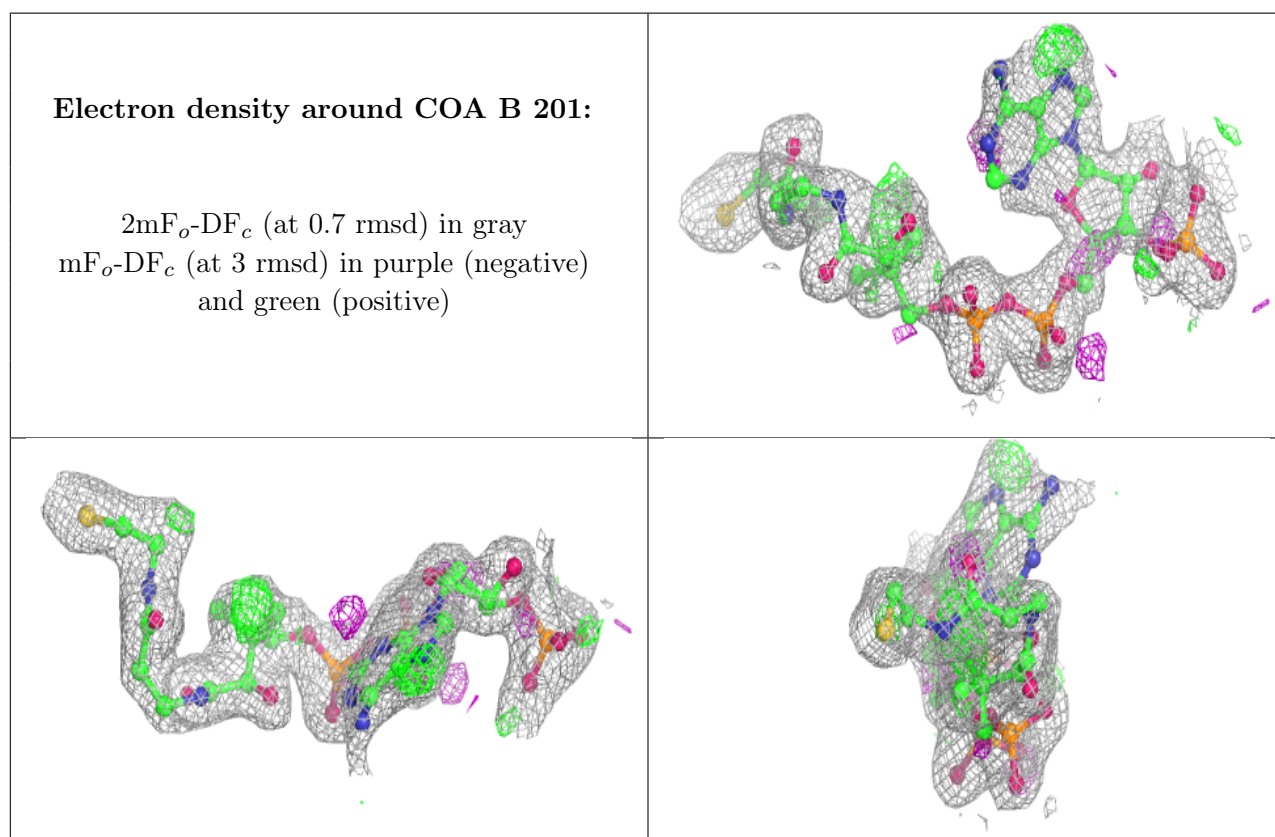 Electron density around COA B 201:
2mFo-DFc (at 0.7 rmsd) in gray
mFo-DFc (at 3 rmsd) in purple (negative)
and green (positive)